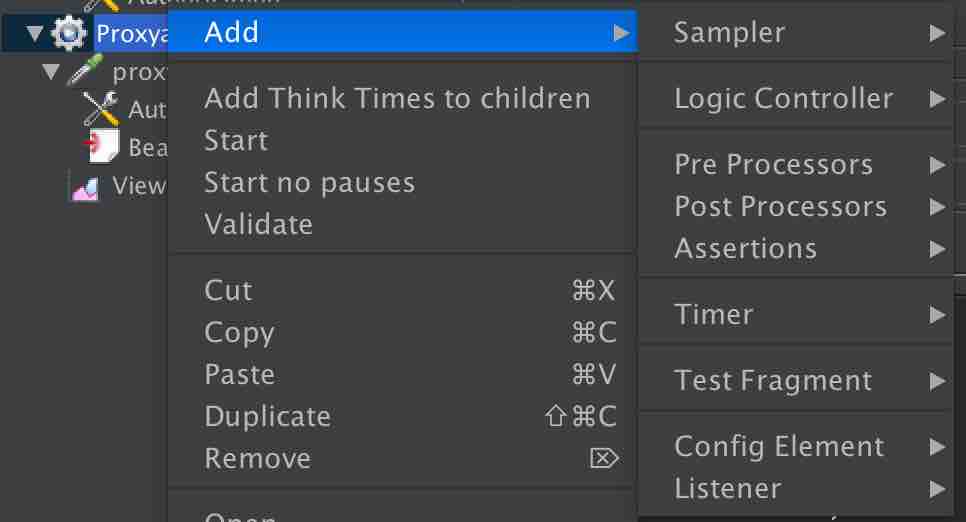 Proxya
prox
Aut
Bea
View
Add
Add Think Times to children
Start
Start no pauses
Validate
Cut ⌘X
Copy ⌘C
Paste ⌘V
Duplicate ⇧⌘C
Remove ⌦
Open
Sampler
Logic Controller
Pre Processors
Post Processors
Assertions
Timer
Test Fragment
Config Element
Listener